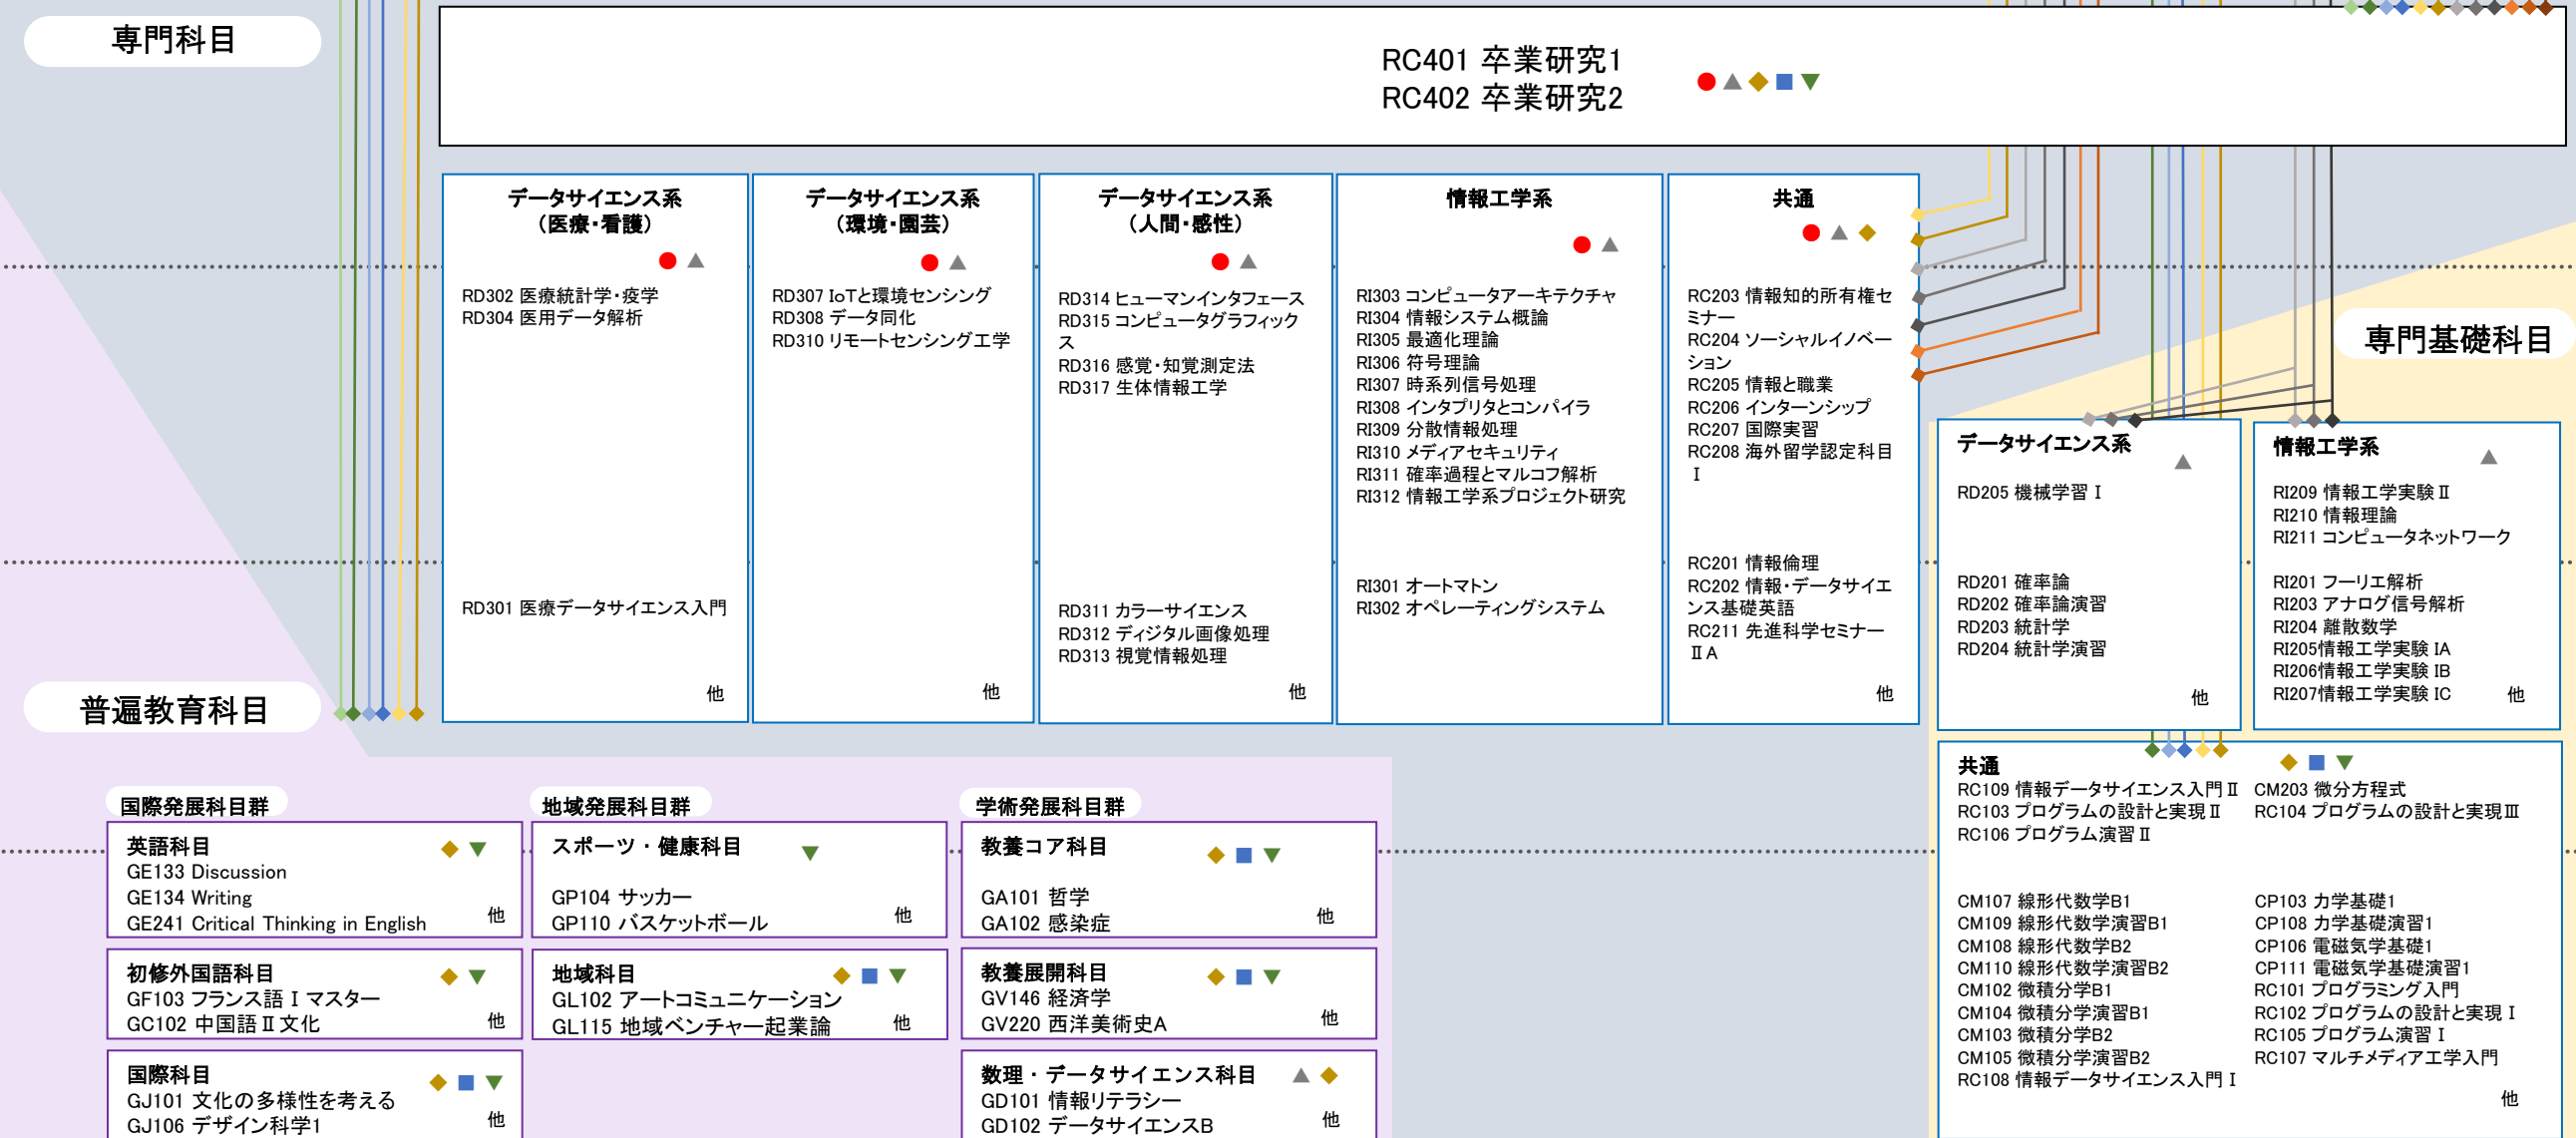 専門科目
RC401 卒業研究1
RC402 卒業研究2
データサイエンス系
(医療・看護)
RD302 医療統計学・疫学
RD304 医用データ解析
RD301 医療データサイエンス入門
他
データサイエンス系
(環境・園芸)
RD307 IoTと環境センシング
RD308 データ同化
RD310 リモートセンシング工学
他
データサイエンス系
(人間・感性)
RD314 ヒューマンインタフェース
RD315 コンピュータグラフィック
ス
RD316 感覚・知覚測定法
RD317 生体情報工学
RD311 カラーサイエンス
RD312 ディジタル画像処理
RD313 視覚情報処理
他
情報工学系
RI303 コンピュータアーキテクチャ
RI304 情報システム概論
RI305 最適化理論
RI306 符号理論
RI307 時系列信号処理
RI308 インタプリタとコンパイラ
RI309 分散情報処理
RI310 メディアセキュリティ
RI311 確率過程とマルコフ解析
RI312 情報工学系プロジェクト研究
RI301 オートマトン
RI302 オペレーティングシステム
共通
RC203 情報知的所有権セ
ミナー
RC204 ソーシャルイノベー
ション
RC205 情報と職業
RC206 インターンシップ
RC207 国際実習
RC208 海外留学認定科目
Ⅰ
RC201 情報倫理
RC202 情報・データサイエ
ンス基礎英語
RC211 先進科学セミナー
ⅡA
他
専門基礎科目
データサイエンス系
RD205 機械学習Ⅰ
RD201 確率論
RD202 確率論演習
RD203 統計学
RD204 統計学演習
他
情報工学系
RI209 情報工学実験Ⅱ
RI210 情報理論
RI211 コンピュータネットワーク
RI201 フーリエ解析
RI203 アナログ信号解析
RI204 離散数学
RI205情報工学実験 IA
RI206情報工学実験 IB
RI207情報工学実験 IC
他
共通
RC109 情報データサイエンス入門Ⅱ
RC103 プログラムの設計と実現Ⅱ
RC106 プログラム演習Ⅱ
CM203 微分方程式
RC104 プログラムの設計と実現Ⅲ
CM107 線形代数学B1
CM109 線形代数学演習B1
CM108 線形代数学B2
CM110 線形代数学演習B2
CM102 微積分学B1
CM104 微積分学演習B1
CM103 微積分学B2
CM105 微積分学演習B2
RC108 情報データサイエンス入門Ⅰ
CP103 力学基礎1
CP108 力学基礎演習1
CP106 電磁気学基礎1
CP111 電磁気学基礎演習1
RC101 プログラミング入門
RC102 プログラムの設計と実現Ⅰ
RC105 プログラム演習Ⅰ
RC107 マルチメディア工学入門
他
普遍教育科目
国際発展科目群
英語科目
GE133 Discussion
GE134 Writing
GE241 Critical Thinking in English
他
初修外国語科目
GF103 フランス語Ⅰマスター
GC102 中国語Ⅱ文化
他
国際科目
GJ101 文化の多様性を考える
GJ106 デザイン科学1
他
地域発展科目群
スポーツ・健康科目
GP104 サッカー
GP110 バスケットボール
他
地域科目
GL102 アートコミュニケーション
GL115 地域ベンチャー起業論
他
学術発展科目群
教養コア科目
GA101 哲学
GA102 感染症
他
教養展開科目
GV146 経済学
GV220 西洋美術史A
他
数理・データサイエンス科目
GD101 情報リテラシー
GD102 データサイエンスB
他